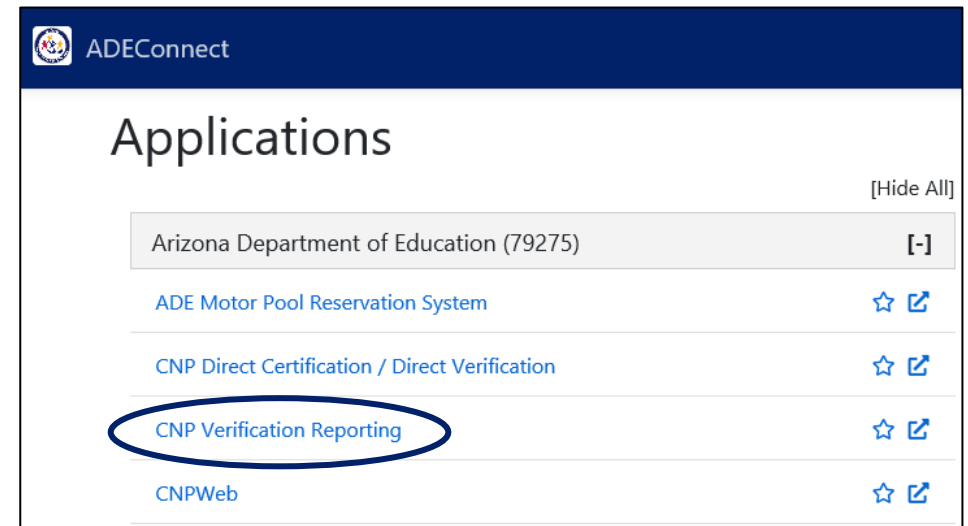 ADEConnect
Applications
[Hide All]
Arizona Department of Education (79275) [-]
ADE Motor Pool Reservation System
CNP Direct Certification / Direct Verification
CNP Verification Reporting
CNPWeb